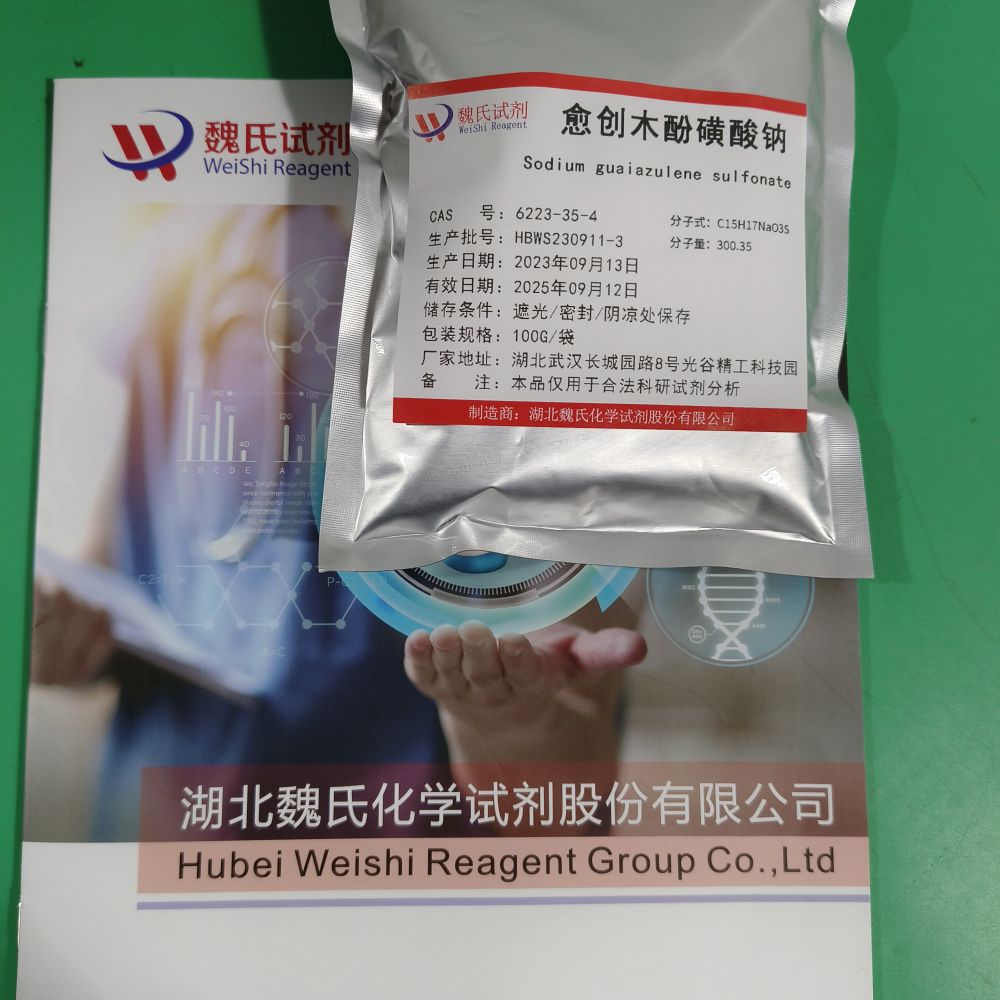 魏氏试剂
WeiShi Reagent
魏氏试剂
WeiShi Reagent
愈创木酚磺酸钠
Sodium guaiazulene sulfonate
CAS 号：6223-35-4
分子式：C15H17NaO3S
生产批号：HBWS230911-3
分子量：300.35
生产日期：2023年09月13日
有效日期：2025年09月12日
储存条件：遮光/密封/阴凉处保存
包装规格：100G/袋
厂家地址：湖北武汉长城园路8号光谷精工科技园
备 注：本品仅用于合法科研试剂分析
制造商：湖北魏氏化学试剂股份有限公司
190
100
70
40
A B C D E
190
120
70
A B C
C2=T/W
A=C
湖北魏氏化学试剂股份有限公司
Hubei Weishi Reagent Group Co.,Ltd